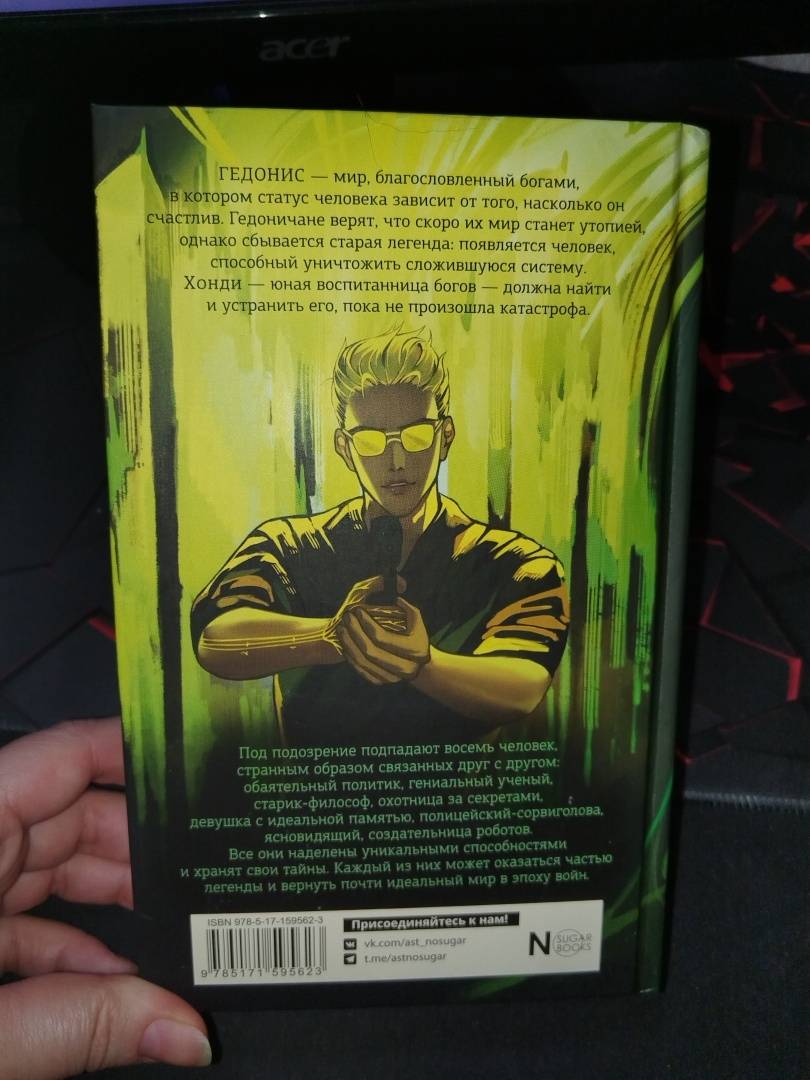 acer
ГЕДОНИС — мир, благословленный богами,
в котором статус человека зависит от того, насколько он
счастлив. Гедоничане верят, что скоро их мир станет утопией,
однако сбывается старая легенда: появляется человек,
способный уничтожить сложившуюся систему.
Хонди — юная воспитанница богов — должна найти
и устранить его, пока не произошла катастрофа.
Под подозрение подпадают восемь человек,
странным образом связанных друг с другом:
обаятельный политик, гениальный ученый,
старик-философ, охотница за секретами,
девушка с идеальной памятью, полицейский-сорвиголова,
ясновидящий, создательница роботов.
Все они наделены уникальными способностями
и хранят свои тайны. Каждый из них может оказаться частью
легенды и вернуть почти идеальный мир в эпоху войн.
ISBN 978-5-17-159562-3
9 785171 595623
Присоединяйтесь к нам!
vk.com/ast_nosugar
t.me/astnosugar
NO SUGAR BOOKS